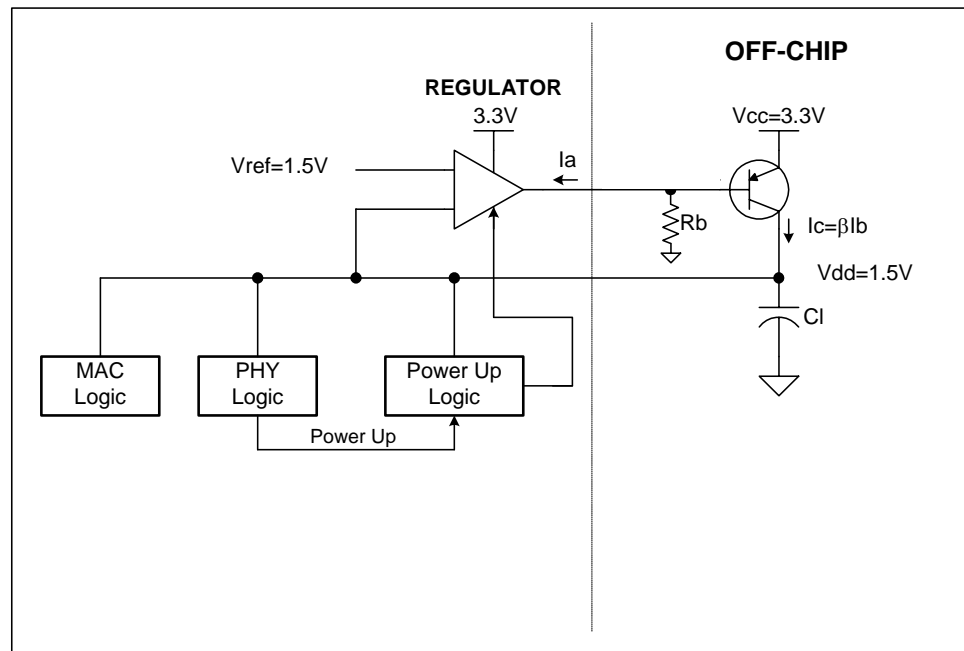 OFF-CHIP
REGULATOR
3.3V
Vcc=3.3V
Vref=1.5V
Ia
Rb
Ic=βIb
Vdd=1.5V
Cl
MAC
Logic
PHY
Logic
Power Up
Logic
Power Up